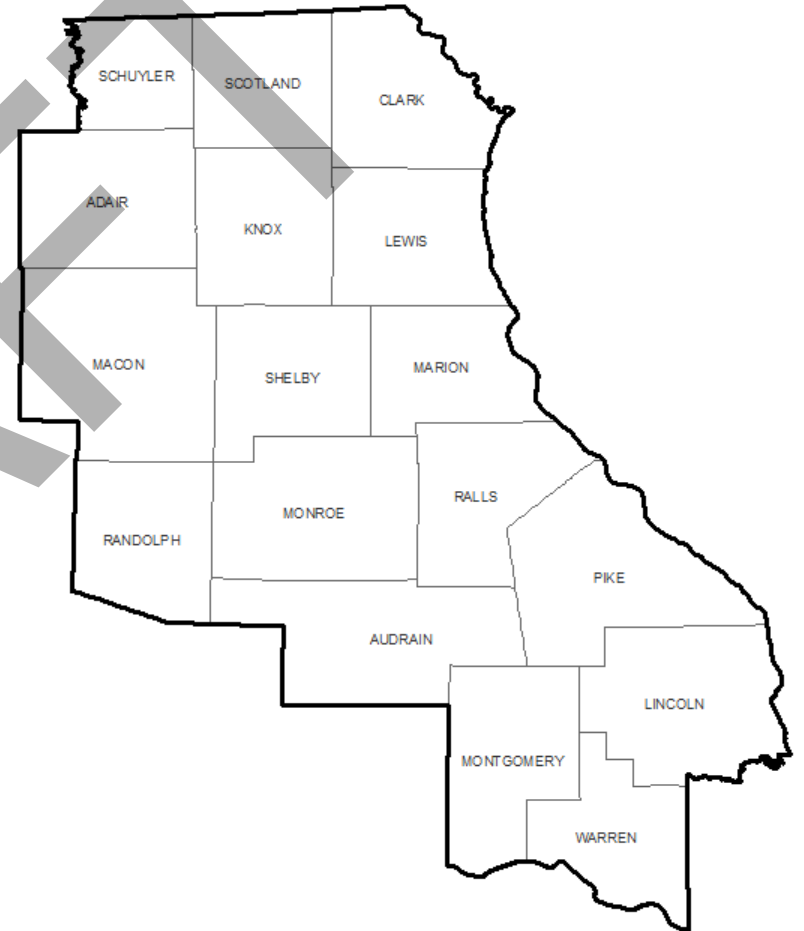 SCHUYLER
SCOTLAND
CLARK
ADAIR
KNOX
LEWIS
MACON
SHELBY
MARION
RALLS
MONROE
RANDOLPH
PIKE
AUDRAIN
LINCOLN
MONTGOMERY
WARREN